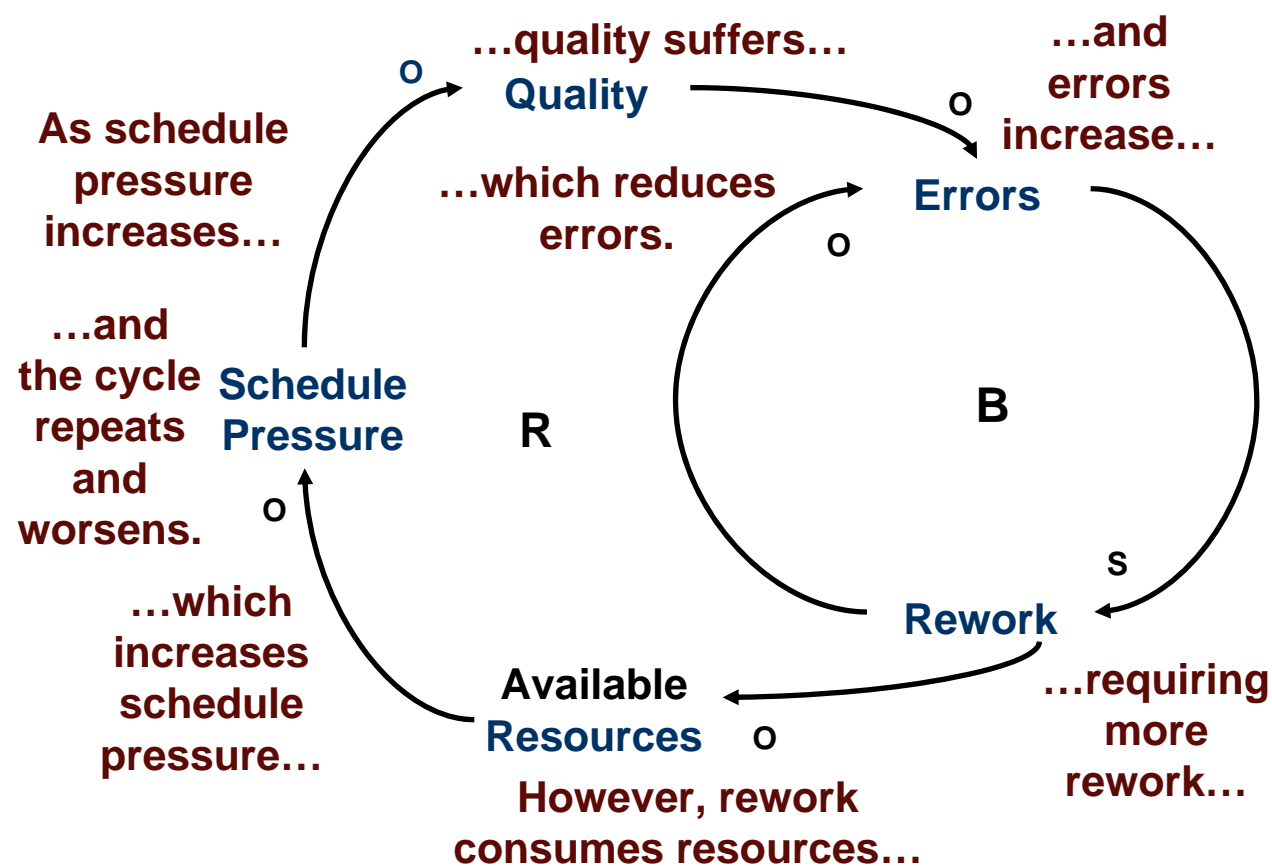 …quality suffers…
O
Quality
…and
errors
increase…
O
As schedule
pressure
increases…
…which reduces
errors.
O
Errors
…and
the cycle
repeats
and
worsens.
Schedule
Pressure
R
B
O
S
…which
increases
schedule
pressure…
Rework
Available
Resources
O
…requiring
more
rework…
However, rework
consumes resources…